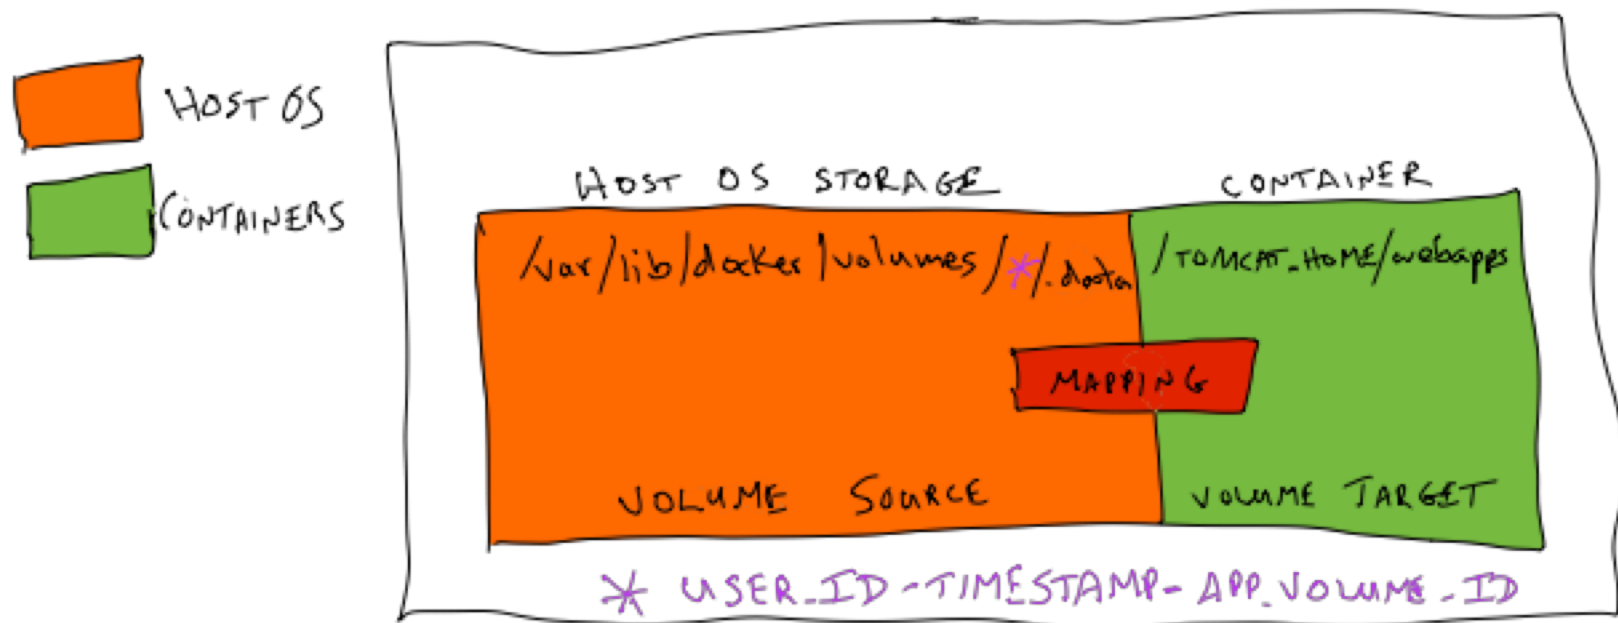 HOST OS
CONTAINERS
HOST OS STORAGE
CONTAINER
/var/lib/docker/volumes/*/.data
/TOMCAT_HOME/webapps
MAPPING
VOLUME SOURCE
VOLUME TARGET
* USER_ID-TIMESTAMP-APP_VOLUME_ID